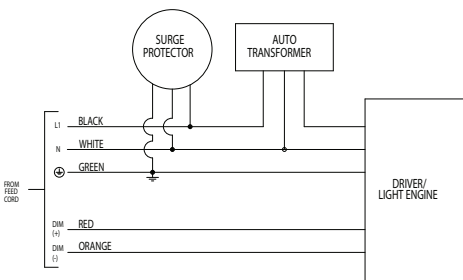 SURGE
PROTECTOR
AUTO
TRANSFORMER
L1 BLACK
N WHITE
GREEN
FROM
FEED
CORD
DRIVER/
LIGHT ENGINE
DIM
(+)
RED
DIM
(-)
ORANGE